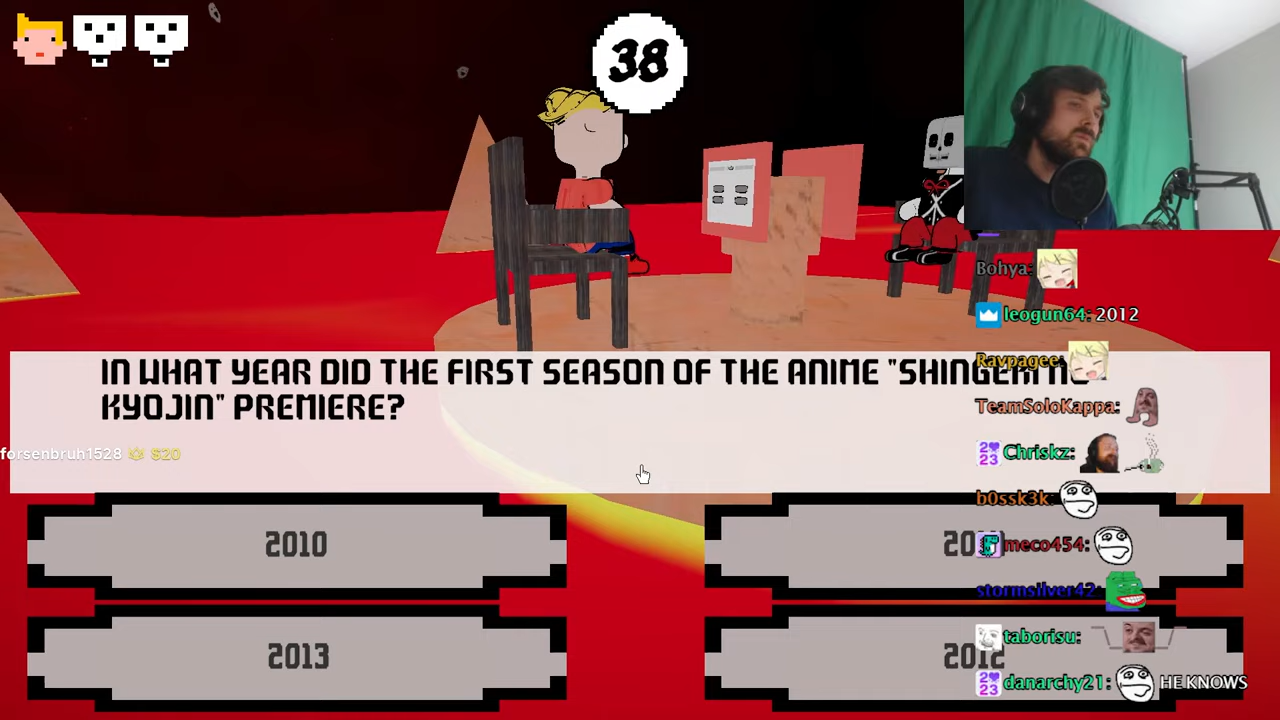 38
IN WHAT YEAR DID THE FIRST SEASON OF THE ANIME "SHINGEKI NO
KYOJIN" PREMIERE?
forsenbruh1528 $20
2010
2013
2012
Bohya:
leogun64: 2012
Ravpagee:
TeamSoloKappa:
Chriskz:
b0ssk3k:
meco454:
stormsilver42:
taborisu:
danarchy21: HE KNOWS